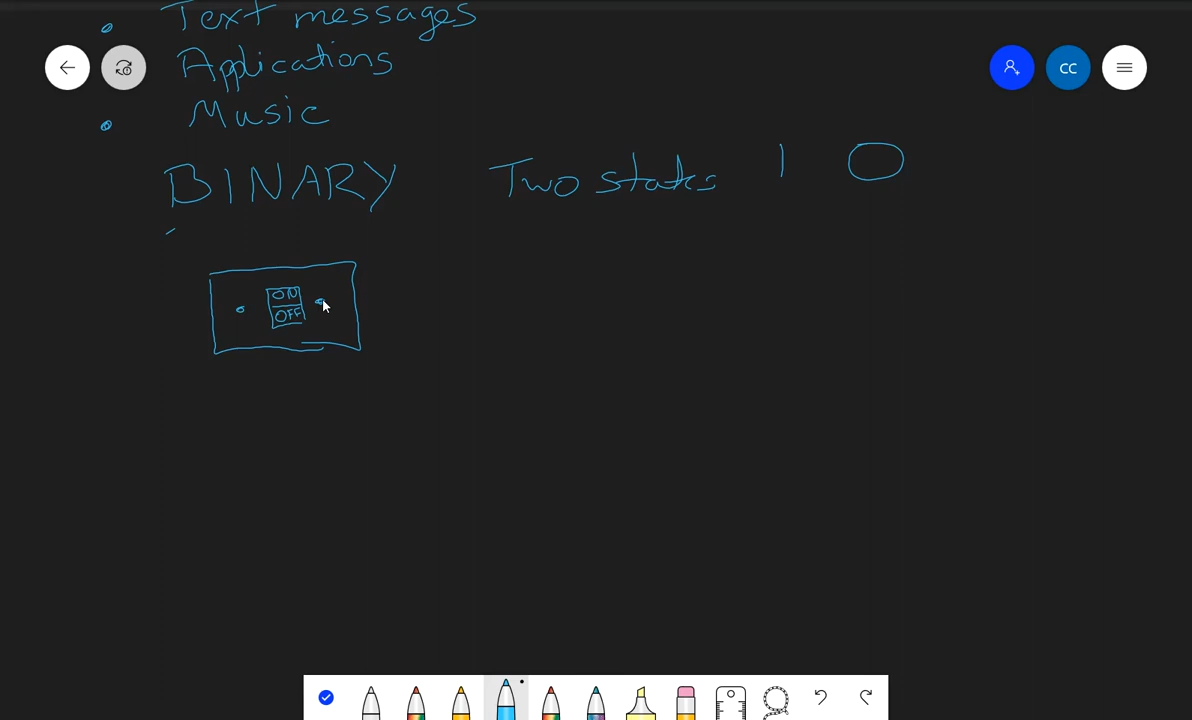 Text messages
Applications
Music
BINARY Two states 1 0
ON
OFF
CC